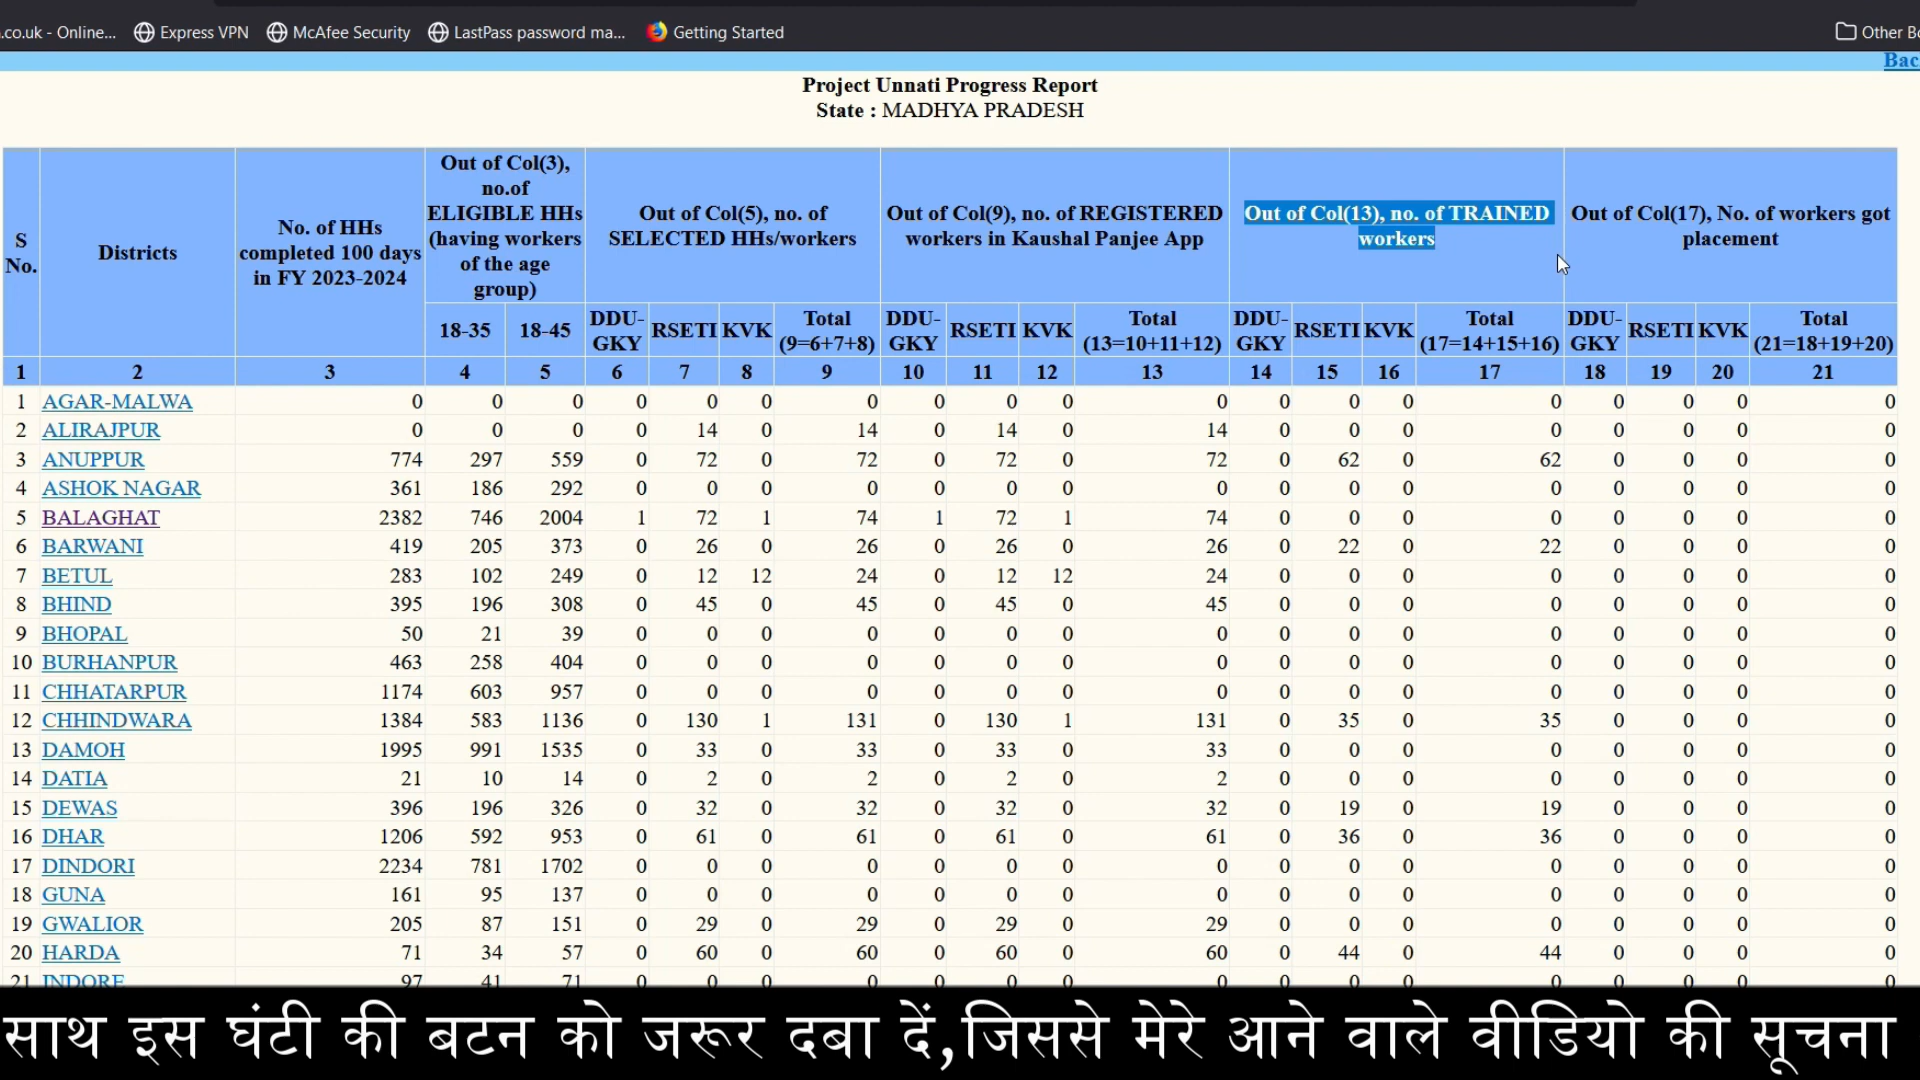 .co.uk - Online... Express VPN McAfee Security LastPass password ma... Getting Started Other Bo
Bac
Project Unnati Progress Report
State : MADHYA PRADESH
S No. Districts No. of HHs completed 100 days in FY 2023-2024 Out of Col(3), no.of ELIGIBLE HHs (having workers of the age group) Out of Col(5), no. of SELECTED HHs/workers Out of Col(9), no. of REGISTERED workers in Kaushal Panjee App Out of Col(13), no. of TRAINED workers Out of Col(17), No. of workers got placement
18-35 18-45 DDU-GKY RSETI KVK Total (9=6+7+8) DDU-GKY RSETI KVK Total (13=10+11+12) DDU-GKY RSETI KVK Total (17=14+15+16) DDU-GKY RSETI KVK Total (21=18+19+20)
1 2 3 4 5 6 7 8 9 10 11 12 13 14 15 16 17 18 19 20 21
1 AGAR-MALWA 0 0 0 0 0 0 0 0 0 0 0 0 0 0 0 0 0 0 0
2 ALIRAJPUR 0 0 0 0 14 0 14 0 14 0 14 0 0 0 0 0 0 0 0
3 ANUPPUR 774 297 559 0 72 0 72 0 72 0 72 0 62 0 62 0 0 0 0
4 ASHOK NAGAR 361 186 292 0 0 0 0 0 0 0 0 0 0 0 0 0 0 0 0
5 BALAGHAT 2382 746 2004 1 72 1 74 1 72 1 74 0 0 0 0 0 0 0 0
6 BARWANI 419 205 373 0 26 0 26 0 26 0 26 0 22 0 22 0 0 0 0
7 BETUL 283 102 249 0 12 12 24 0 12 12 24 0 0 0 0 0 0 0 0
8 BHIND 395 196 308 0 45 0 45 0 45 0 45 0 0 0 0 0 0 0 0
9 BHOPAL 50 21 39 0 0 0 0 0 0 0 0 0 0 0 0 0 0 0 0
10 BURHANPUR 463 258 404 0 0 0 0 0 0 0 0 0 0 0 0 0 0 0 0
11 CHHATARPUR 1174 603 957 0 0 0 0 0 0 0 0 0 0 0 0 0 0 0 0
12 CHHINDWARA 1384 583 1136 0 130 1 131 0 130 1 131 0 35 0 35 0 0 0 0
13 DAMOH 1995 991 1535 0 33 0 33 0 33 0 33 0 0 0 0 0 0 0 0
14 DATIA 21 10 14 0 2 0 2 0 2 0 2 0 0 0 0 0 0 0 0
15 DEWAS 396 196 326 0 32 0 32 0 32 0 32 0 19 0 19 0 0 0 0
16 DHAR 1206 592 953 0 61 0 61 0 61 0 61 0 36 0 36 0 0 0 0
17 DINDORI 2234 781 1702 0 0 0 0 0 0 0 0 0 0 0 0 0 0 0 0
18 GUNA 161 95 137 0 0 0 0 0 0 0 0 0 0 0 0 0 0 0 0
19 GWALIOR 205 87 151 0 29 0 29 0 29 0 29 0 0 0 0 0 0 0 0
20 HARDA 71 34 57 0 60 0 60 0 60 0 60 0 44 0 44 0 0 0 0
21 INDORE 97 41 71 0 0 0 0 0 0 0 0 0 0 0 0 0 0 0 0
साथ इस घंटी की बटन को जरूर दबा दें,जिससे मेरे आने वाले वीडियो की सूचना